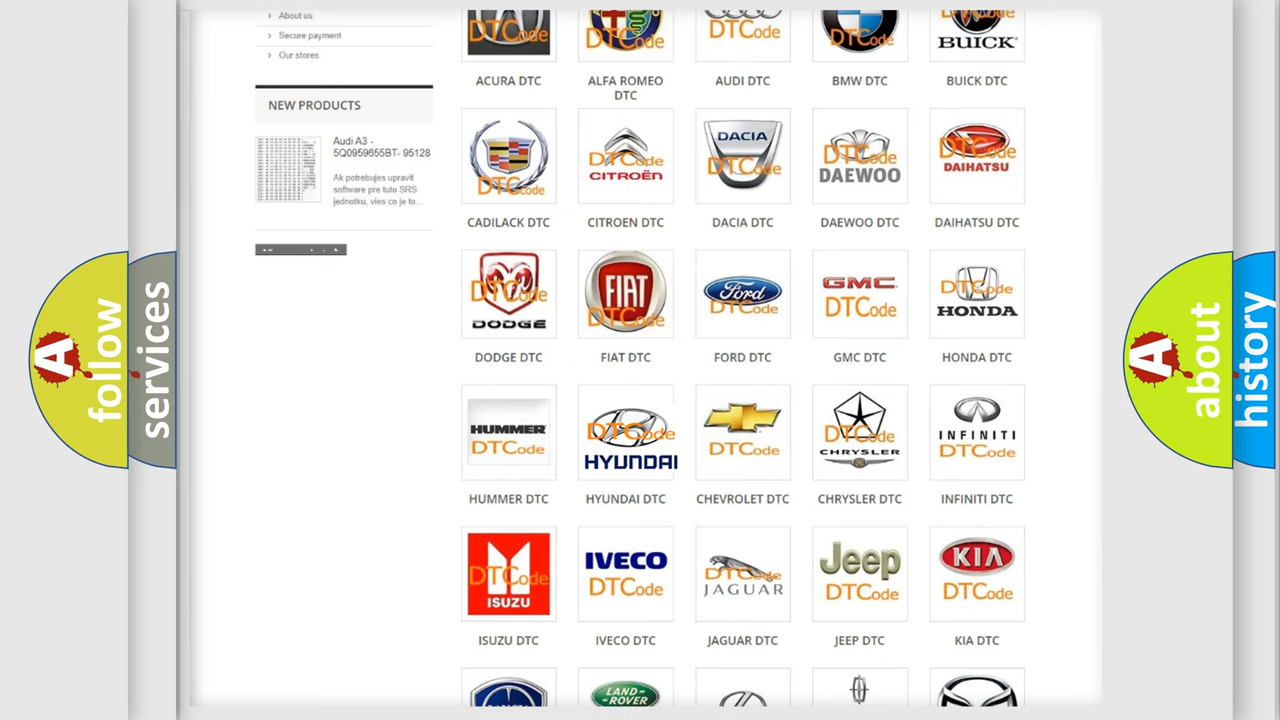 About us
Secure payment
Our stores
NEW PRODUCTS
Audi A3 -
5Q0959655BT- 95128
Ak potrebujes upravit
software pre tuto SRS
jednotku, vies co je to...
DTCode
DTCode
DTCode
DTCode
BUICK
ACURA DTC
ALFA ROMEO
DTC
AUDI DTC
BMW DTC
BUICK DTC
DTCode
DTCode
CITROËN
DACIA
DTCode
DTCode
DAEWOO
DTCode
DAIHATSU
CADILACK DTC
CITROEN DTC
DACIA DTC
DAEWOO DTC
DAIHATSU DTC
DTCode
DODGE
FIAT
DTCode
Ford
DTCode
GMC
DTCode
DTCode
HONDA
DODGE DTC
FIAT DTC
FORD DTC
GMC DTC
HONDA DTC
HUMMER
DTCode
DTCode
HYUNDAI
DTCode
DTCode
CHRYSLER
INFINITI
DTCode
HUMMER DTC
HYUNDAI DTC
CHEVROLET DTC
CHRYSLER DTC
INFINITI DTC
DTCode
ISUZU
IVECO
DTCode
DTCode
JAGUAR
Jeep
DTCode
KIA
DTCode
ISUZU DTC
IVECO DTC
JAGUAR DTC
JEEP DTC
KIA DTC
LAND-
ROVER
A
follow
services
A
about
history